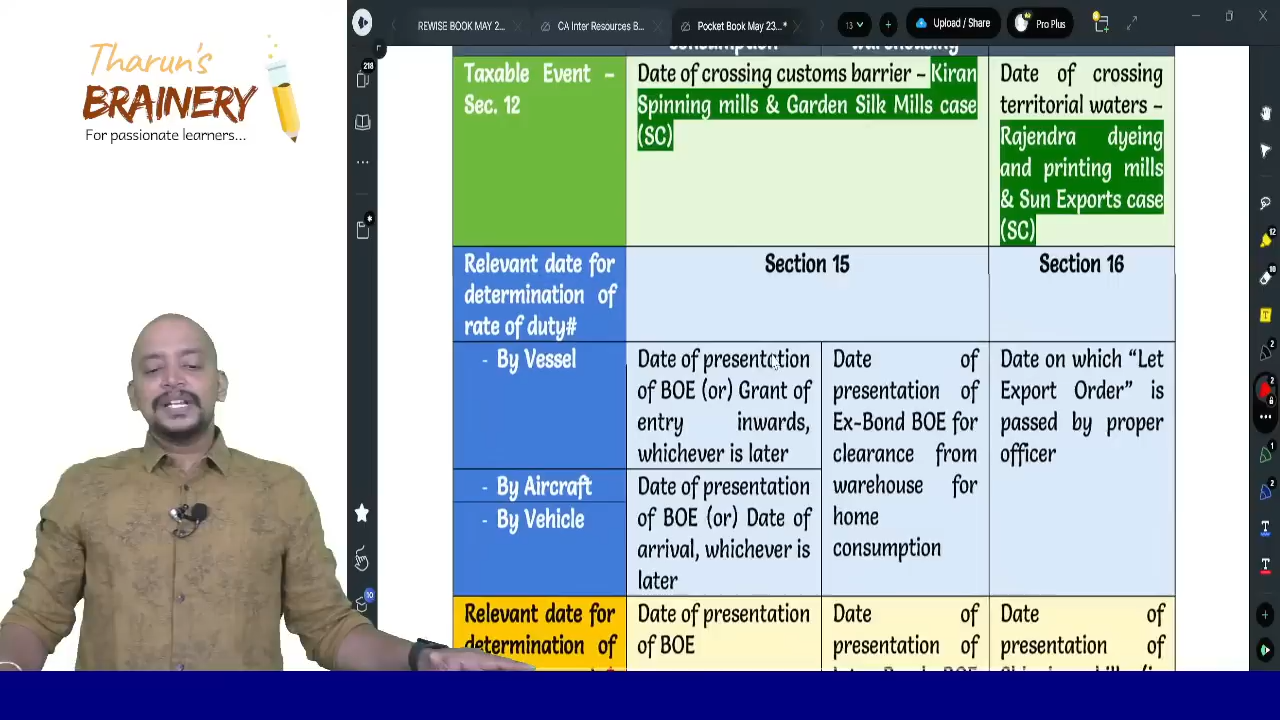 Tharun's
BRAINERY
For passionate learners...
REWISE BOOK MAY 2...
CA Inter Resources B...
Pocket Book May 23...*
13
Upload / Share
Pro Plus
218
consumption
warehousing
Taxable Event –
Sec. 12
Date of crossing customs barrier – Kiran
Spinning mills & Garden Silk Mills case
(SC)
Date of crossing
territorial waters –
Rajendra dyeing
and printing mills
& Sun Exports case
(SC)
Relevant date for
determination of
rate of duty#
Section 15
Section 16
- By Vessel
Date of presentation
of BOE (or) Grant of
entry inwards,
whichever is later
Date of
presentation of
Ex-Bond BOE for
clearance from
warehouse for
home
consumption
Date on which “Let
Export Order” is
passed by proper
officer
- By Aircraft
- By Vehicle
Date of presentation
of BOE (or) Date of
arrival, whichever is
later
Relevant date for
determination of
Date of presentation
of BOE
Date of
presentation of
Date of
presentation of